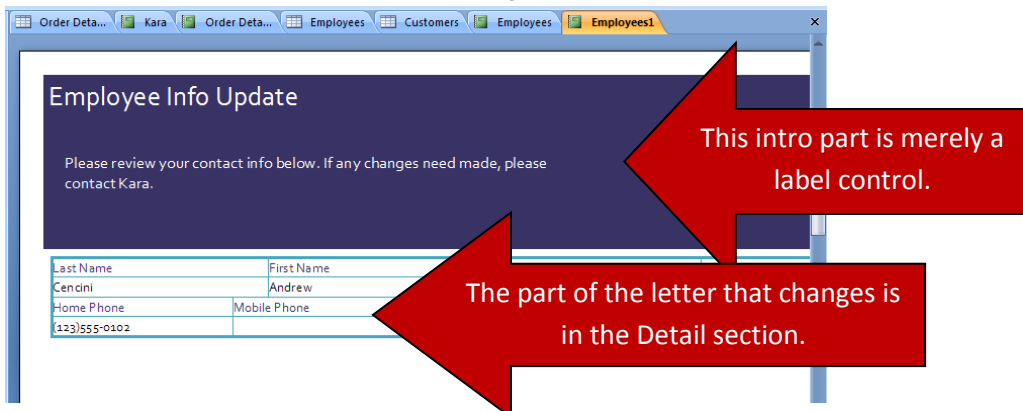 Order Deta... Kara Order Deta... Employees Customers Employees Employees1
Employee Info Update
This intro part is merely a
label control.
Please review your contact info below. If any changes need made, please
contact Kara.
Last Name First Name
Cencini Andrew
Home Phone Mobile Phone
(123)555-0102
The part of the letter that changes is
in the Detail section.